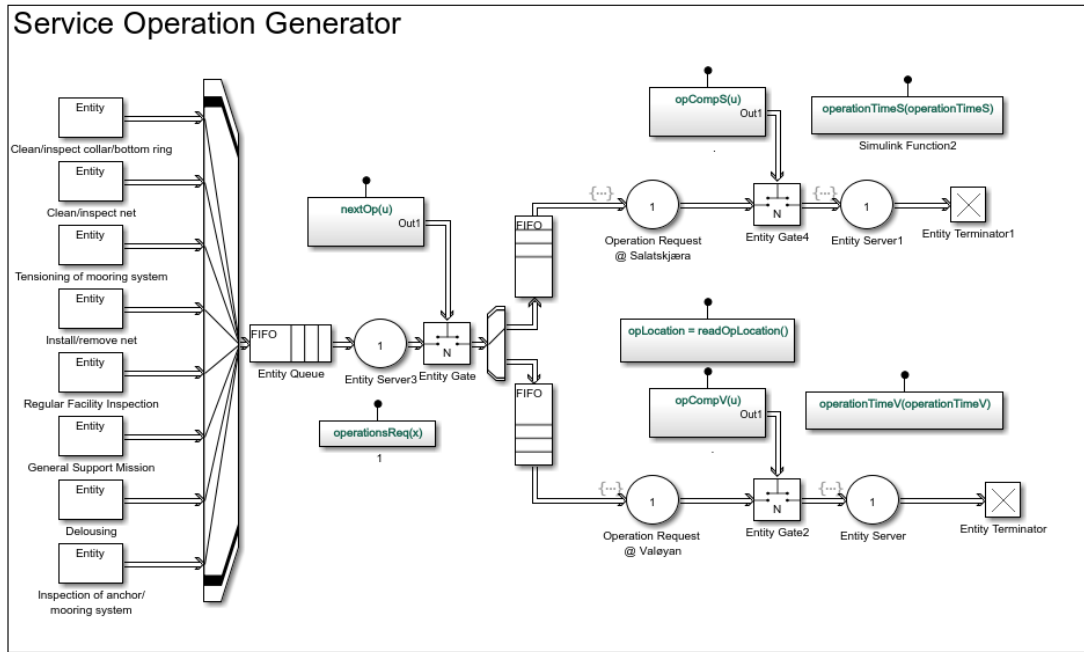 Service Operation Generator
Entity
Clean/inspect collar/bottom ring
Entity
Clean/inspect net
Entity
Tensioning of mooring system
Entity
Install/remove net
Entity
Regular Facility Inspection
Entity
General Support Mission
Entity
Delousing
Entity
Inspection of anchor/
mooring system
FIFO
Entity Queue
1
Entity Server3
nextOp(u)
Out1
N
Entity Gate
operationsReq(x)
1
FIFO
{...}
1
Operation Request
@ Salatskjæra
opCompS(u)
Out1
.
N
Entity Gate4
operationTimeS(operationTimeS)
Simulink Function2
{...}
1
Entity Server1
Entity Terminator1
opLocation = readOpLocation()
FIFO
{...}
1
Operation Request
@ Valøyan
opCompV(u)
Out1
.
N
Entity Gate2
operationTimeV(operationTimeV)
{...}
1
Entity Server
Entity Terminator